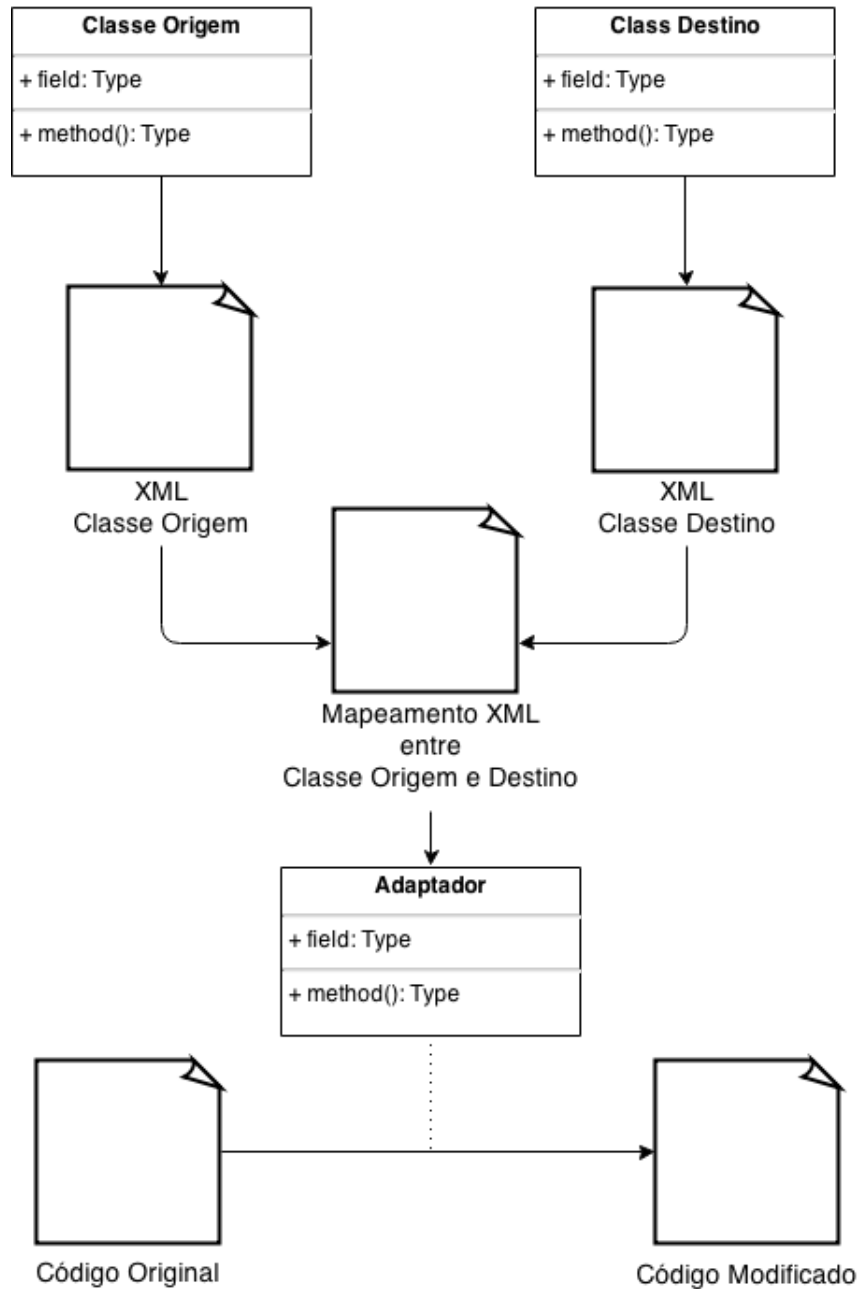 Classe Origem
+ field: Type
+ method(): Type
Class Destino
+ field: Type
+ method(): Type
XML
Classe Origem
XML
Classe Destino
Mapeamento XML
entre
Classe Origem e Destino
Adaptador
+ field: Type
+ method(): Type
Código Original
Código Modificado